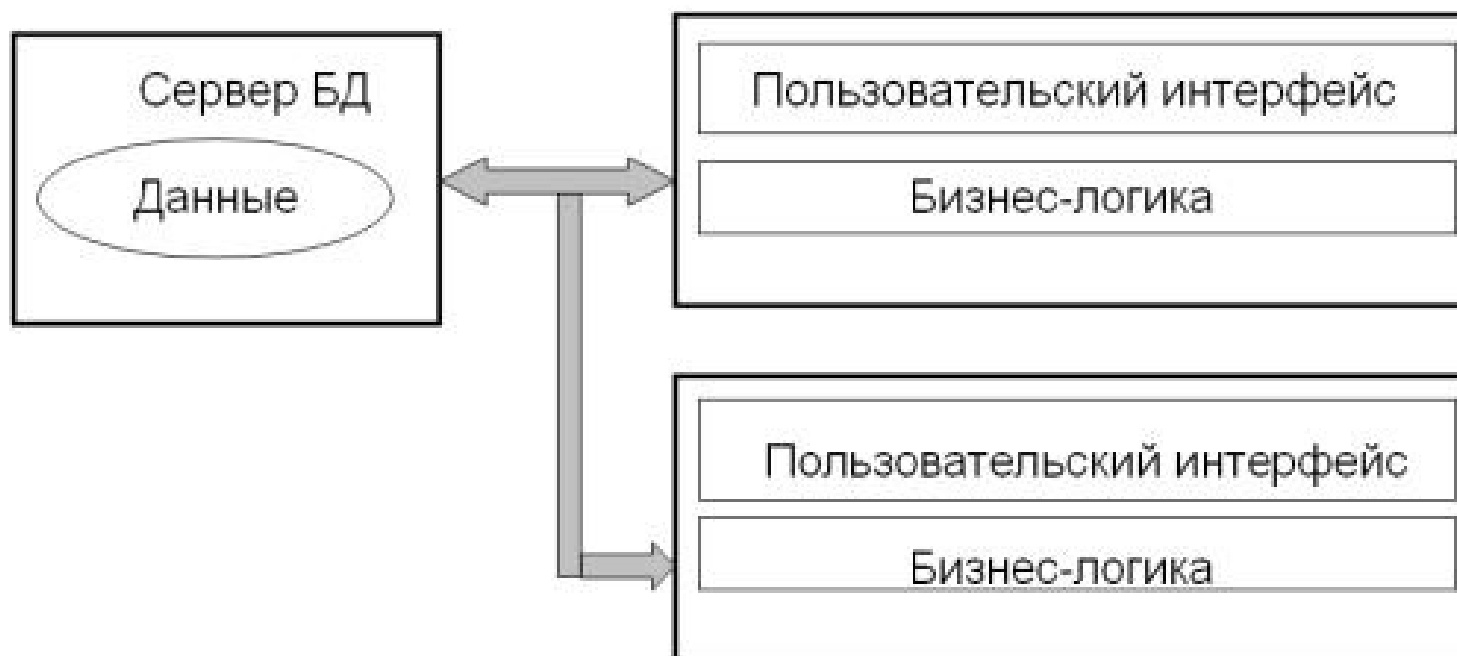 Сервер БД
Данные
Пользовательский интерфейс
Бизнес-логика
Пользовательский интерфейс
Бизнес-логика